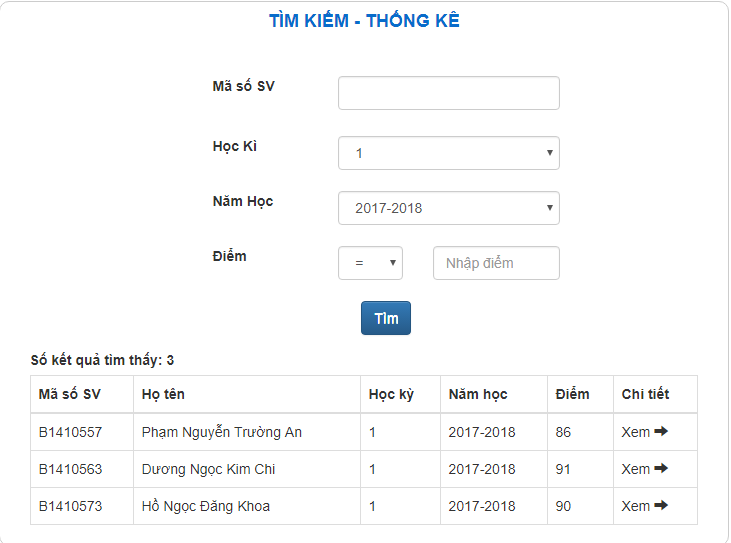 TÌM KIẾM - THỐNG KÊ
Mã số SV
Học Kì 1
Năm Học 2017-2018
Điểm = Nhập điểm
Tìm
Số kết quả tìm thấy: 3
Mã số SV Họ tên Học kỳ Năm học Điểm Chi tiết
B1410557 Phạm Nguyễn Trường An 1 2017-2018 86 Xem
B1410563 Dương Ngọc Kim Chi 1 2017-2018 91 Xem
B1410573 Hồ Ngọc Đăng Khoa 1 2017-2018 90 Xem